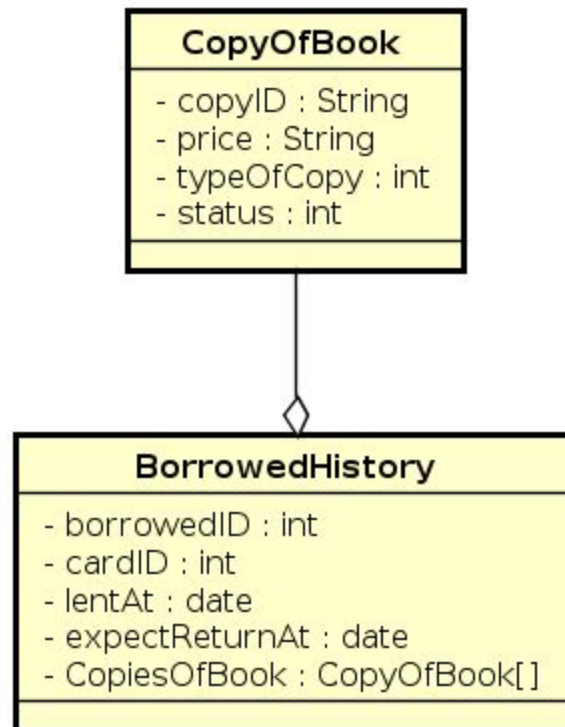 CopyOfBook
- copyID : String
- price : String
- typeOfCopy : int
- status : int
BorrowedHistory
- borrowedID : int
- cardID : int
- lentAt : date
- expectReturnAt : date
- CopiesOfBook : CopyOfBook[]